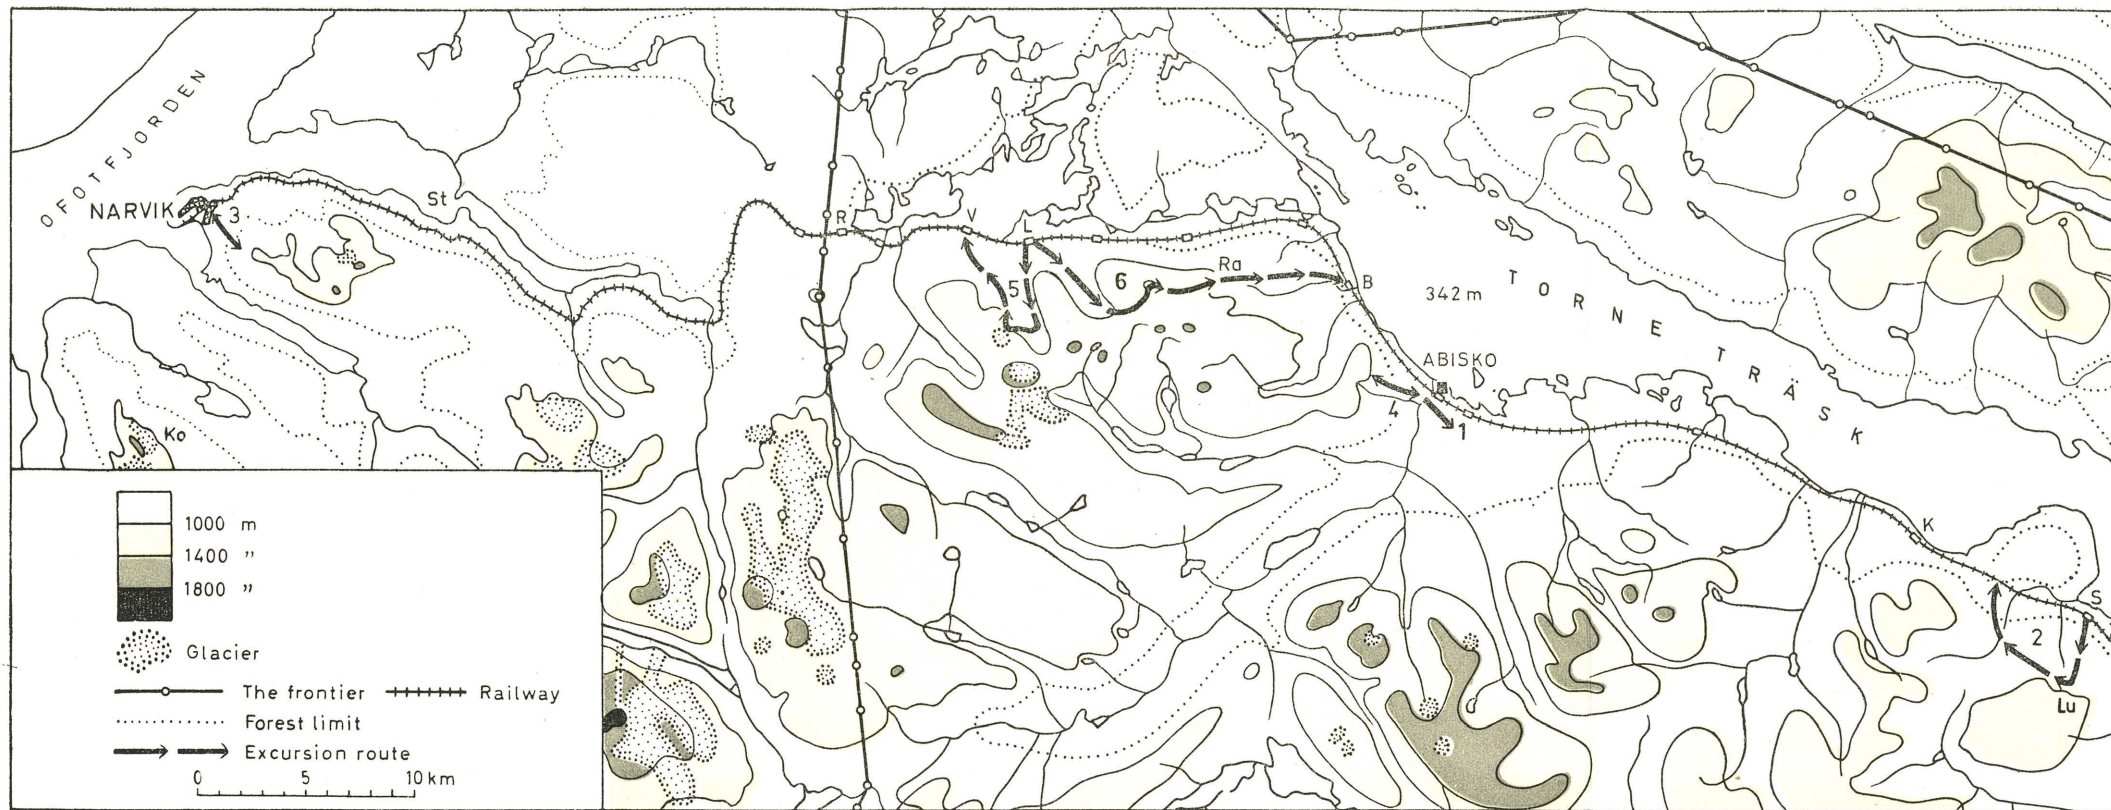 OFOTFJORDEN
NARVIK
3
St
R
V
L
5
6
Ra
B
342 m
TORNE TRÄSK
ABISKO
4
1
Ko
K
S
2
Lu
1000 m
1400 "
1800 "
Glacier
The frontier Railway
Forest limit
Excursion route
0 5 10 km